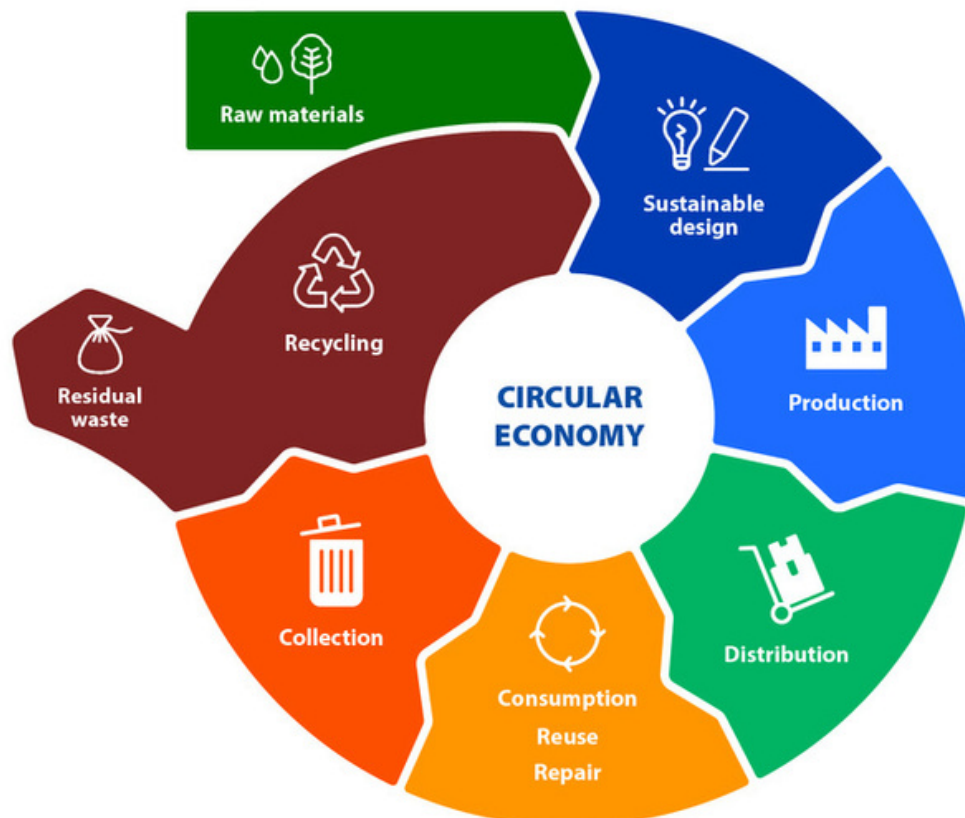 Raw materials
Sustainable
design
Production
Distribution
Consumption
Reuse
Repair
Collection
Recycling
Residual
waste
CIRCULAR
ECONOMY